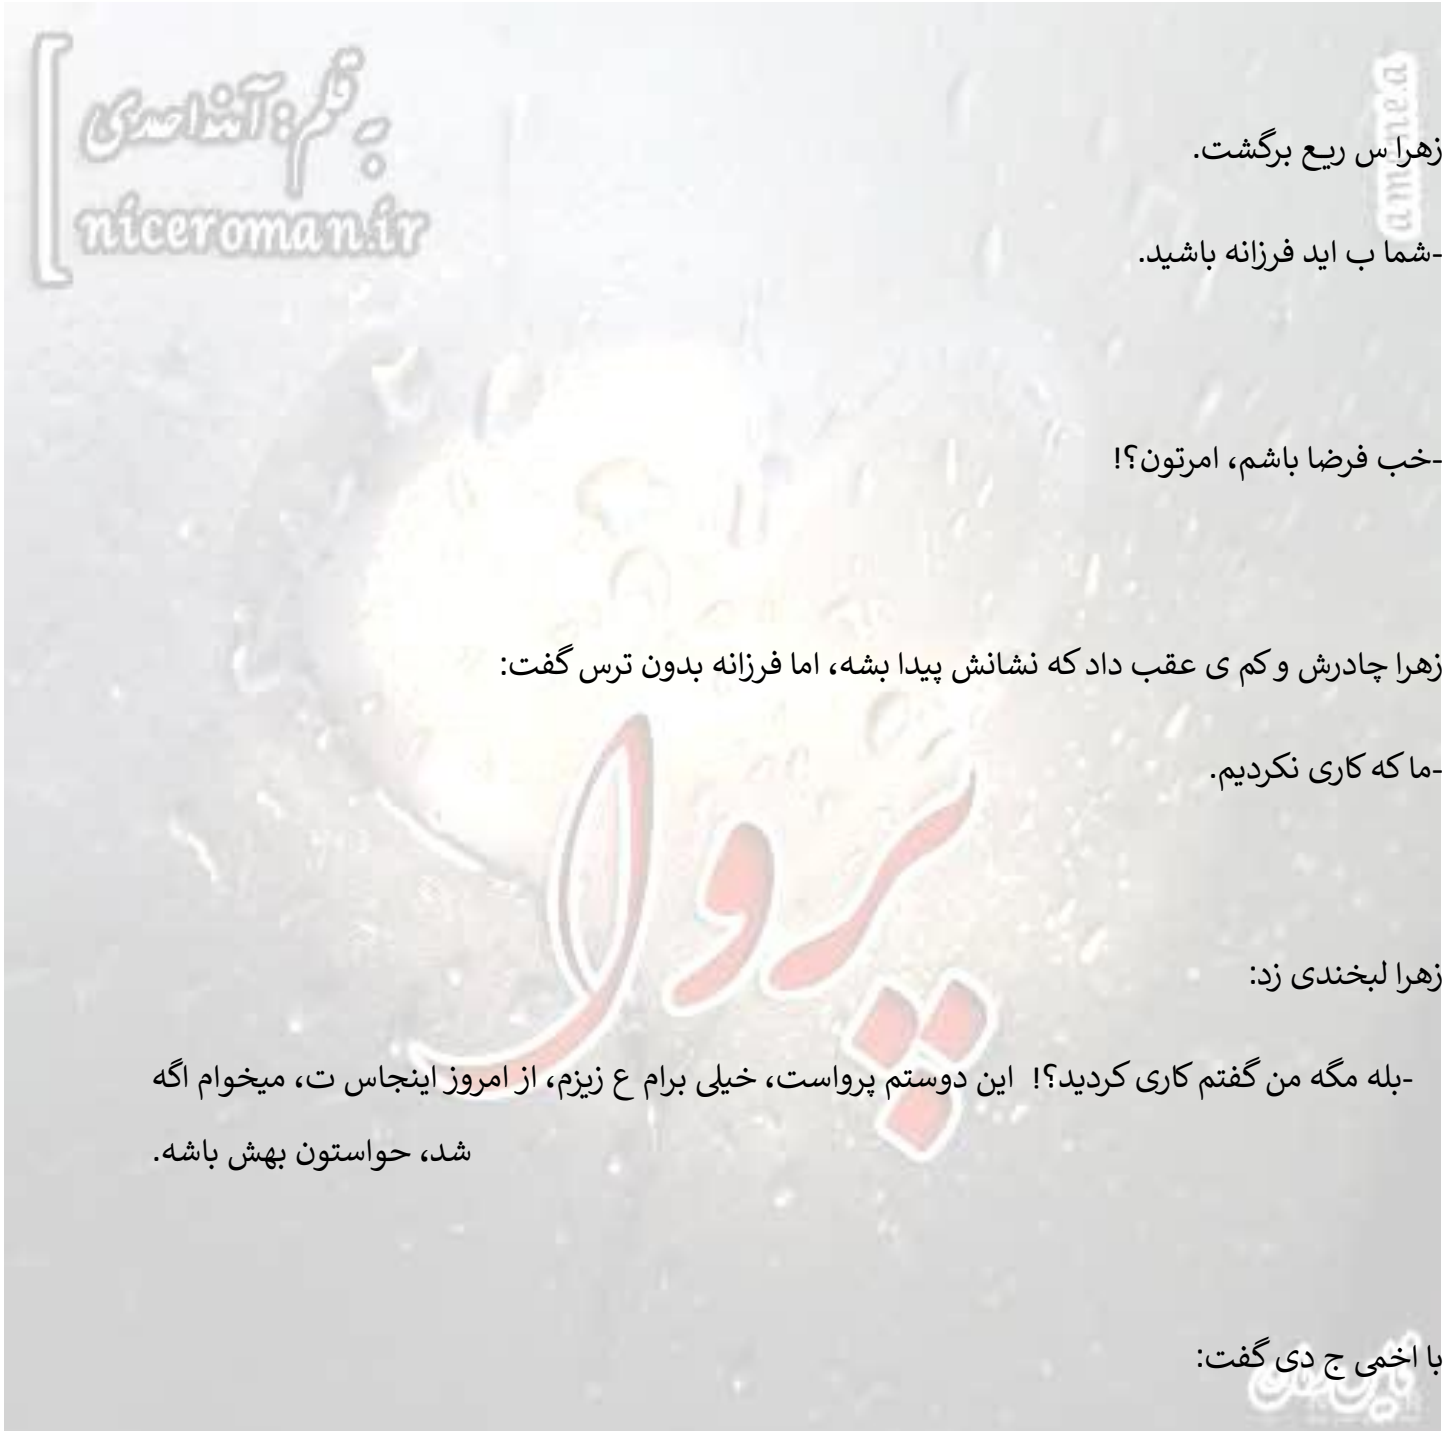 به قلم: آمنه احمدی
niceroman.ir
amenea
زهرا س ریع برگشت.
-شما ب اید فرزانه باشید.
-خب فرضا باشم، امرتون؟!
زهرا چادرش و کم ی عقب داد که نشانش پیدا بشه، اما فرزانه بدون ترس گفت:
-ما که کاری نکردیم.
پروا
زهرا لبخندی زد:
-بله مگه من گفتم کاری کردید؟! این دوستم پرواست، خیلی برام ع زیزم، از امروز اینجاس ت، میخوام اگه
شد، حواستون بهش باشه.
با اخمی ج دی گفت: